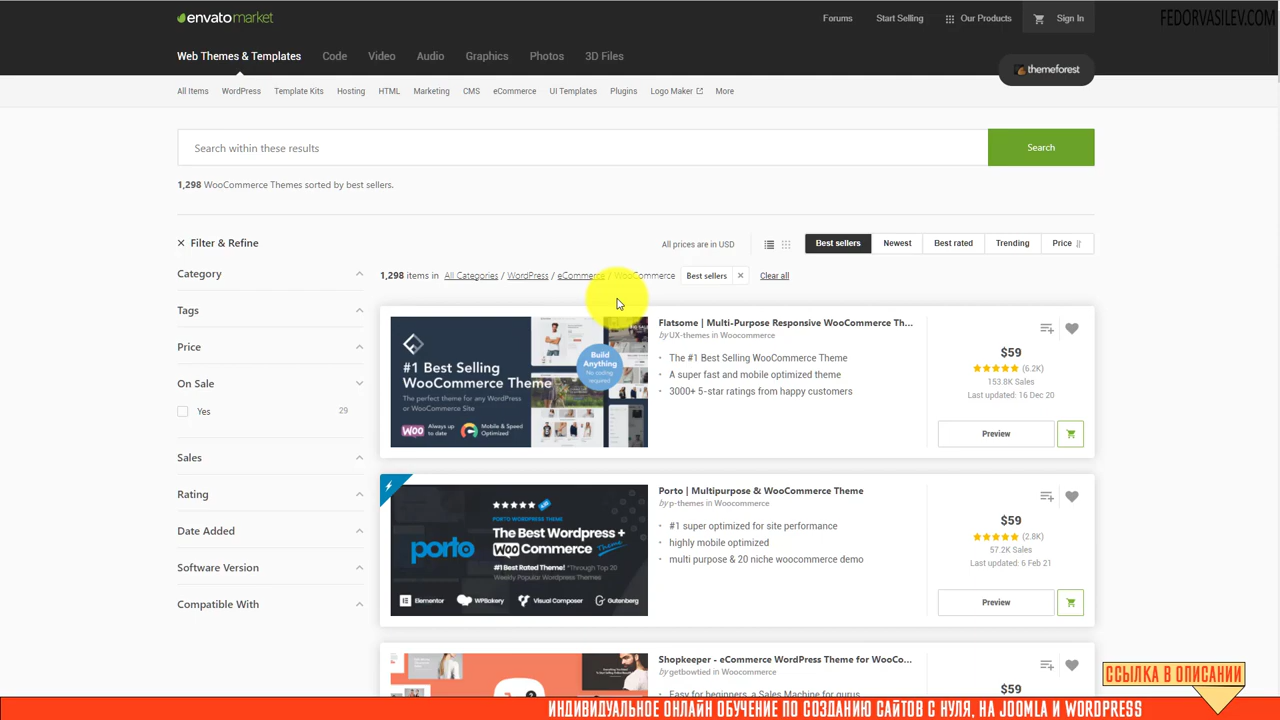 envato market
Forums
Start Selling
Our Products
Sign In
FEDORVASILEV.COM
Web Themes & Templates
Code
Video
Audio
Graphics
Photos
3D Files
themeforest
All Items
WordPress
Template Kits
Hosting
HTML
Marketing
CMS
eCommerce
UI Templates
Plugins
Logo Maker
More
Search within these results
Search
1,298 WooCommerce Themes sorted by best sellers.
Filter & Refine
All prices are in USD
Best sellers
Newest
Best rated
Trending
Price
1,298 items in All Categories / WordPress / eCommerce / WooCommerce
Best sellers
Clear all
Category
Tags
Price
On Sale
Yes
29
Sales
Rating
Date Added
Software Version
Compatible With
#1 Best Selling
WooCommerce Theme
The perfect theme for any WordPress
or WooCommerce Site
Woo
Always up
to date
Mobile & Speed
Optimized
Build
Anything
No coding
required
Flatsome | Multi-Purpose Responsive WooCommerce Th...
by UX-themes in Woocommerce
The #1 Best Selling WooCommerce Theme
A super fast and mobile optimized theme
3000+ 5-star ratings from happy customers
$59
(6.2K)
153.8K Sales
Last updated: 16 Dec 20
Preview
porto
PORTO WORDPRESS THEME
The Best Wordpress +
Woo Commerce Theme
#1 Best Rated Theme! *Through Top 20
Weekly Popular Wordpress Themes
Elementor
WPBakery
Visual Composer
Gutenberg
Porto | Multipurpose & WooCommerce Theme
by p-themes in Woocommerce
#1 super optimized for site performance
highly mobile optimized
multi purpose & 20 niche woocommerce demo
$59
(2.8K)
57.2K Sales
Last updated: 6 Feb 21
Preview
Shopkeeper - eCommerce WordPress Theme for WooCo...
by getbowtied in Woocommerce
Easy for beginners, a Sales Machine for gurus
$59
ССЫЛКА В ОПИСАНИИ
ИНДИВИДУАЛЬНОЕ ОНЛАЙН ОБУЧЕНИЕ ПО СОЗДАНИЮ САЙТОВ С НУЛЯ, НА JOOMLA И WORDPRESS